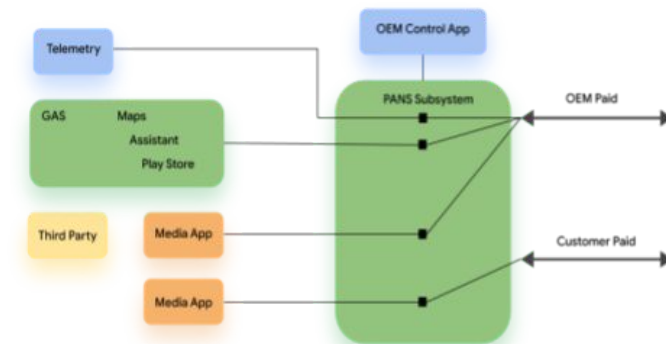 OEM Control App
Telemetry
PANS Subsystem
OEM Paid
GAS Maps
Assistant
Play Store
Third Party
Media App
Customer Paid
Media App